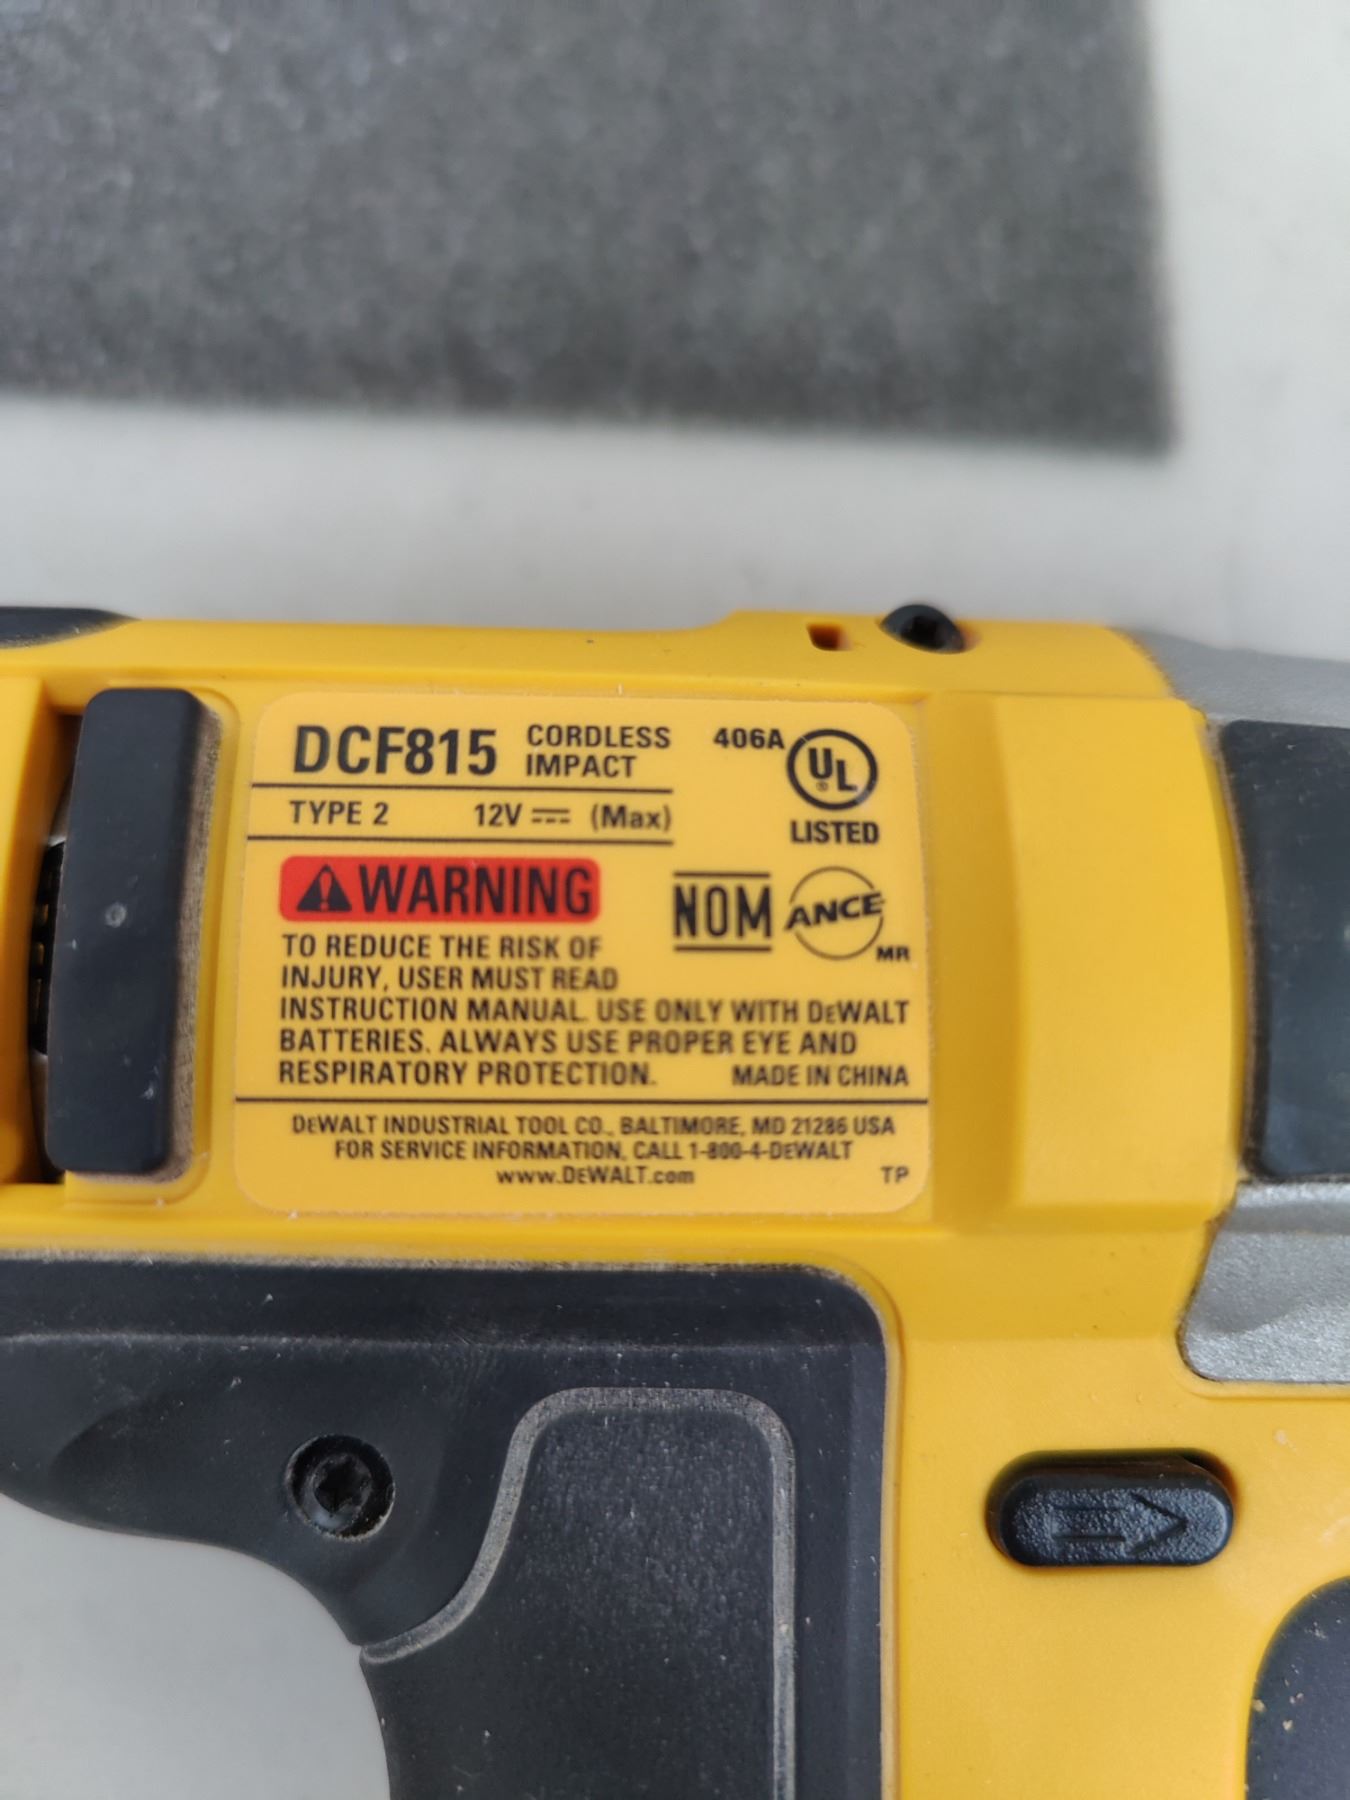 DCF815 CORDLESS IMPACT 406A UL
LISTED
TYPE 2 12V ⎓ (Max)
WARNING
NOM ANCE MR
TO REDUCE THE RISK OF
INJURY, USER MUST READ
INSTRUCTION MANUAL. USE ONLY WITH DEWALT
BATTERIES. ALWAYS USE PROPER EYE AND
RESPIRATORY PROTECTION. MADE IN CHINA
DEWALT INDUSTRIAL TOOL CO., BALTIMORE, MD 21286 USA
FOR SERVICE INFORMATION, CALL 1-800-4-DEWALT
www.DEWALT.com TP